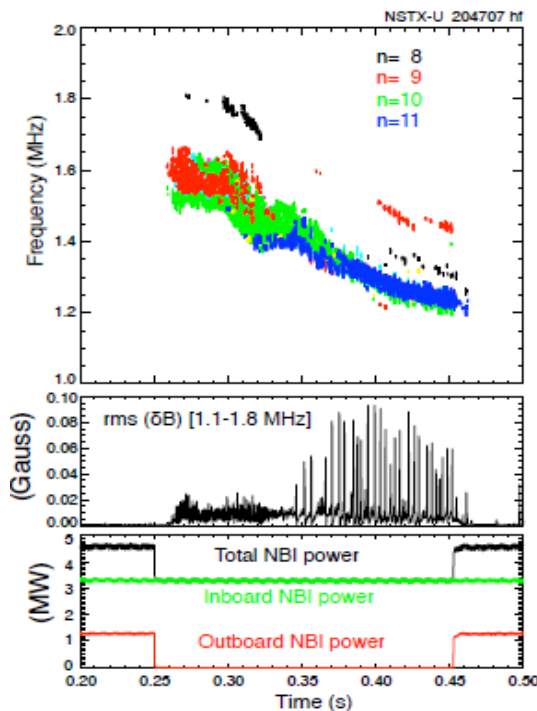 NSTX-U 204707 hf
2.0
n= 8
n= 9
1.8
n=10
n=11
Frequency (MHz)
1.6
1.4
1.2
1.0
0.10
rms (δB) [1.1-1.8 MHz]
0.08
(Gauss)
0.06
0.04
0.02
0.00
5
Total NBI power
4
(MW)
3
Inboard NBI power
2
1
Outboard NBI power
0
0.20 0.25 0.30 0.35 0.40 0.45 0.50
Time (s)